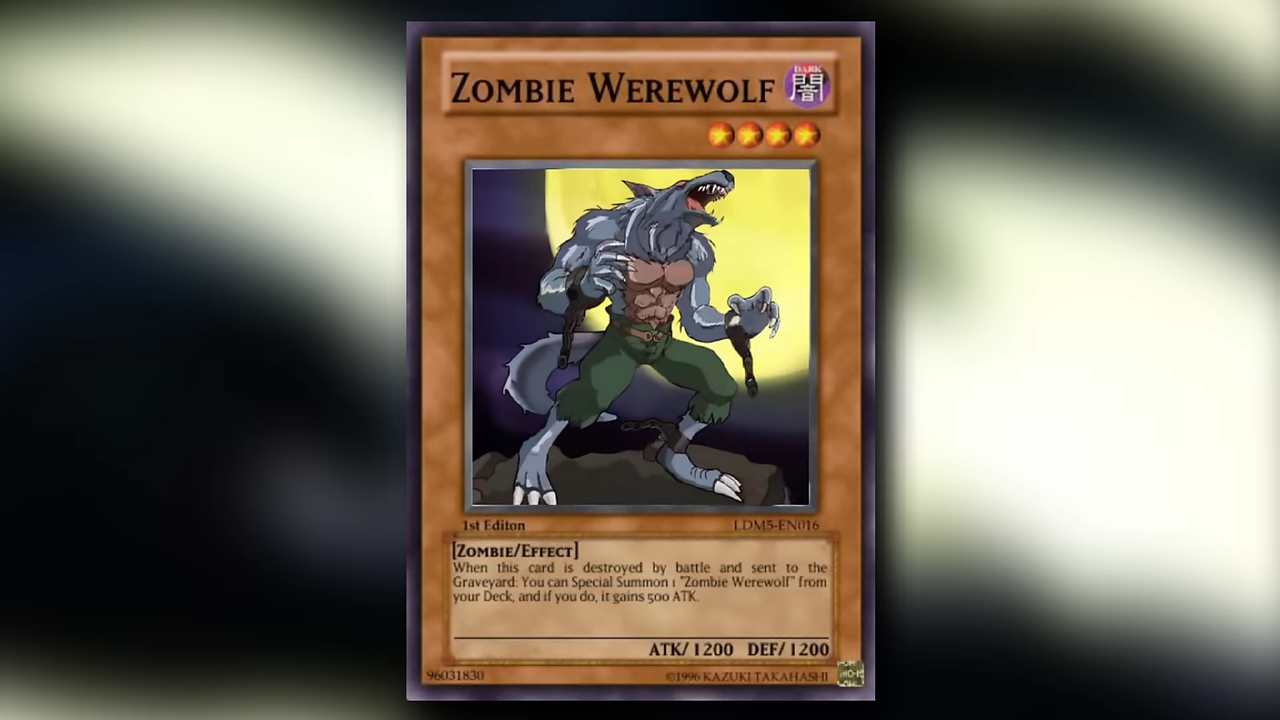 ZOMBIE WEREWOLF
DARK
闇
1st Editon
LDM5-EN016
[ZOMBIE/EFFECT]
When this card is destroyed by battle and sent to the
Graveyard: You can Special Summon 1 "Zombie Werewolf" from
your Deck, and if you do, it gains 500 ATK.
ATK/ 1200 DEF/ 1200
96031830
©1996 KAZUKI TAKAHASHI